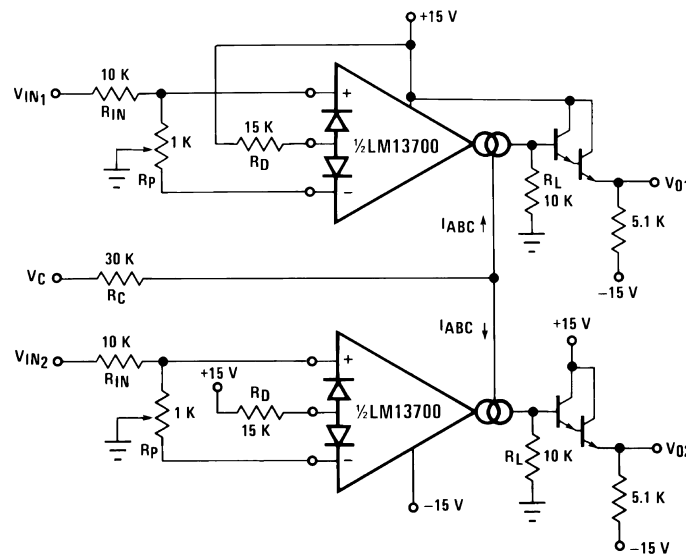 +15 V
10 K
VIN1
RIN
+
1 K
15 K
RD
½LM13700
RP
−
RL
10 K
VO1
5.1 K
IABC
−15 V
30 K
VC
RC
IABC
+15 V
10 K
VIN2
RIN
+
+15 V
RD
1 K
15 K
½LM13700
RP
−
RL
10 K
VO2
5.1 K
−15 V
−15 V